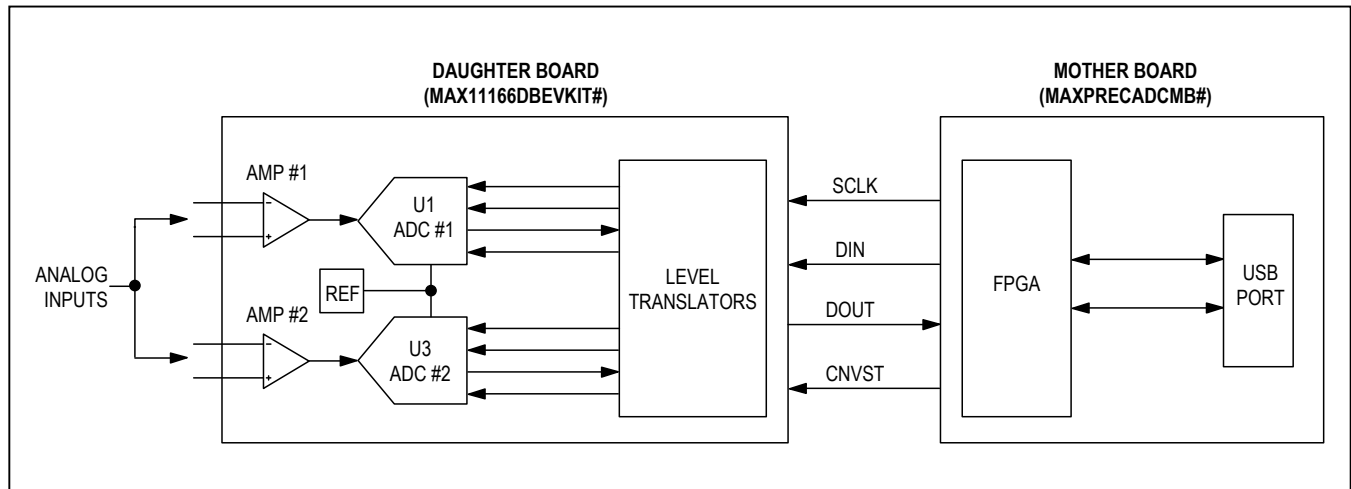 DAUGHTER BOARD
(MAX11166DBEVKIT#)
MOTHER BOARD
(MAXPRECADCMB#)
AMP #1
U1
ADC #1
ANALOG
INPUTS
REF
AMP #2
U3
ADC #2
LEVEL
TRANSLATORS
SCLK
DIN
DOUT
CNVST
FPGA
USB
PORT